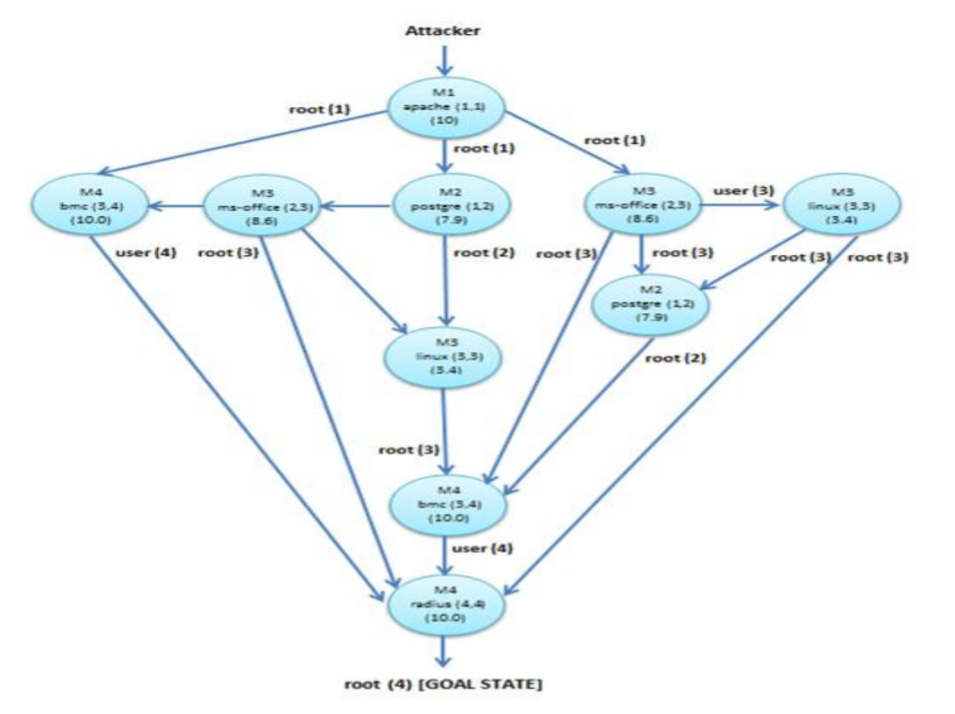 Attacker
M1
apache (1,1)
(10)
root (1)
root (1)
root (1)
M4
bmc (3,4)
(10.0)
M3
ms-office (2,3)
(8.6)
M2
postgre (1,2)
(7.9)
M3
ms-office (2,3)
(8.6)
user (3)
M3
linux (3,3)
(3.4)
user (4)
root (3)
root (2)
root (3)
root (3)
root (3)
root (3)
M2
postgre (1,2)
(7.9)
M3
linux (3,3)
(3.4)
root (2)
root (3)
M4
bmc (3,4)
(10.0)
user (4)
M4
radius (4,4)
(10.0)
root (4) [GOAL STATE]